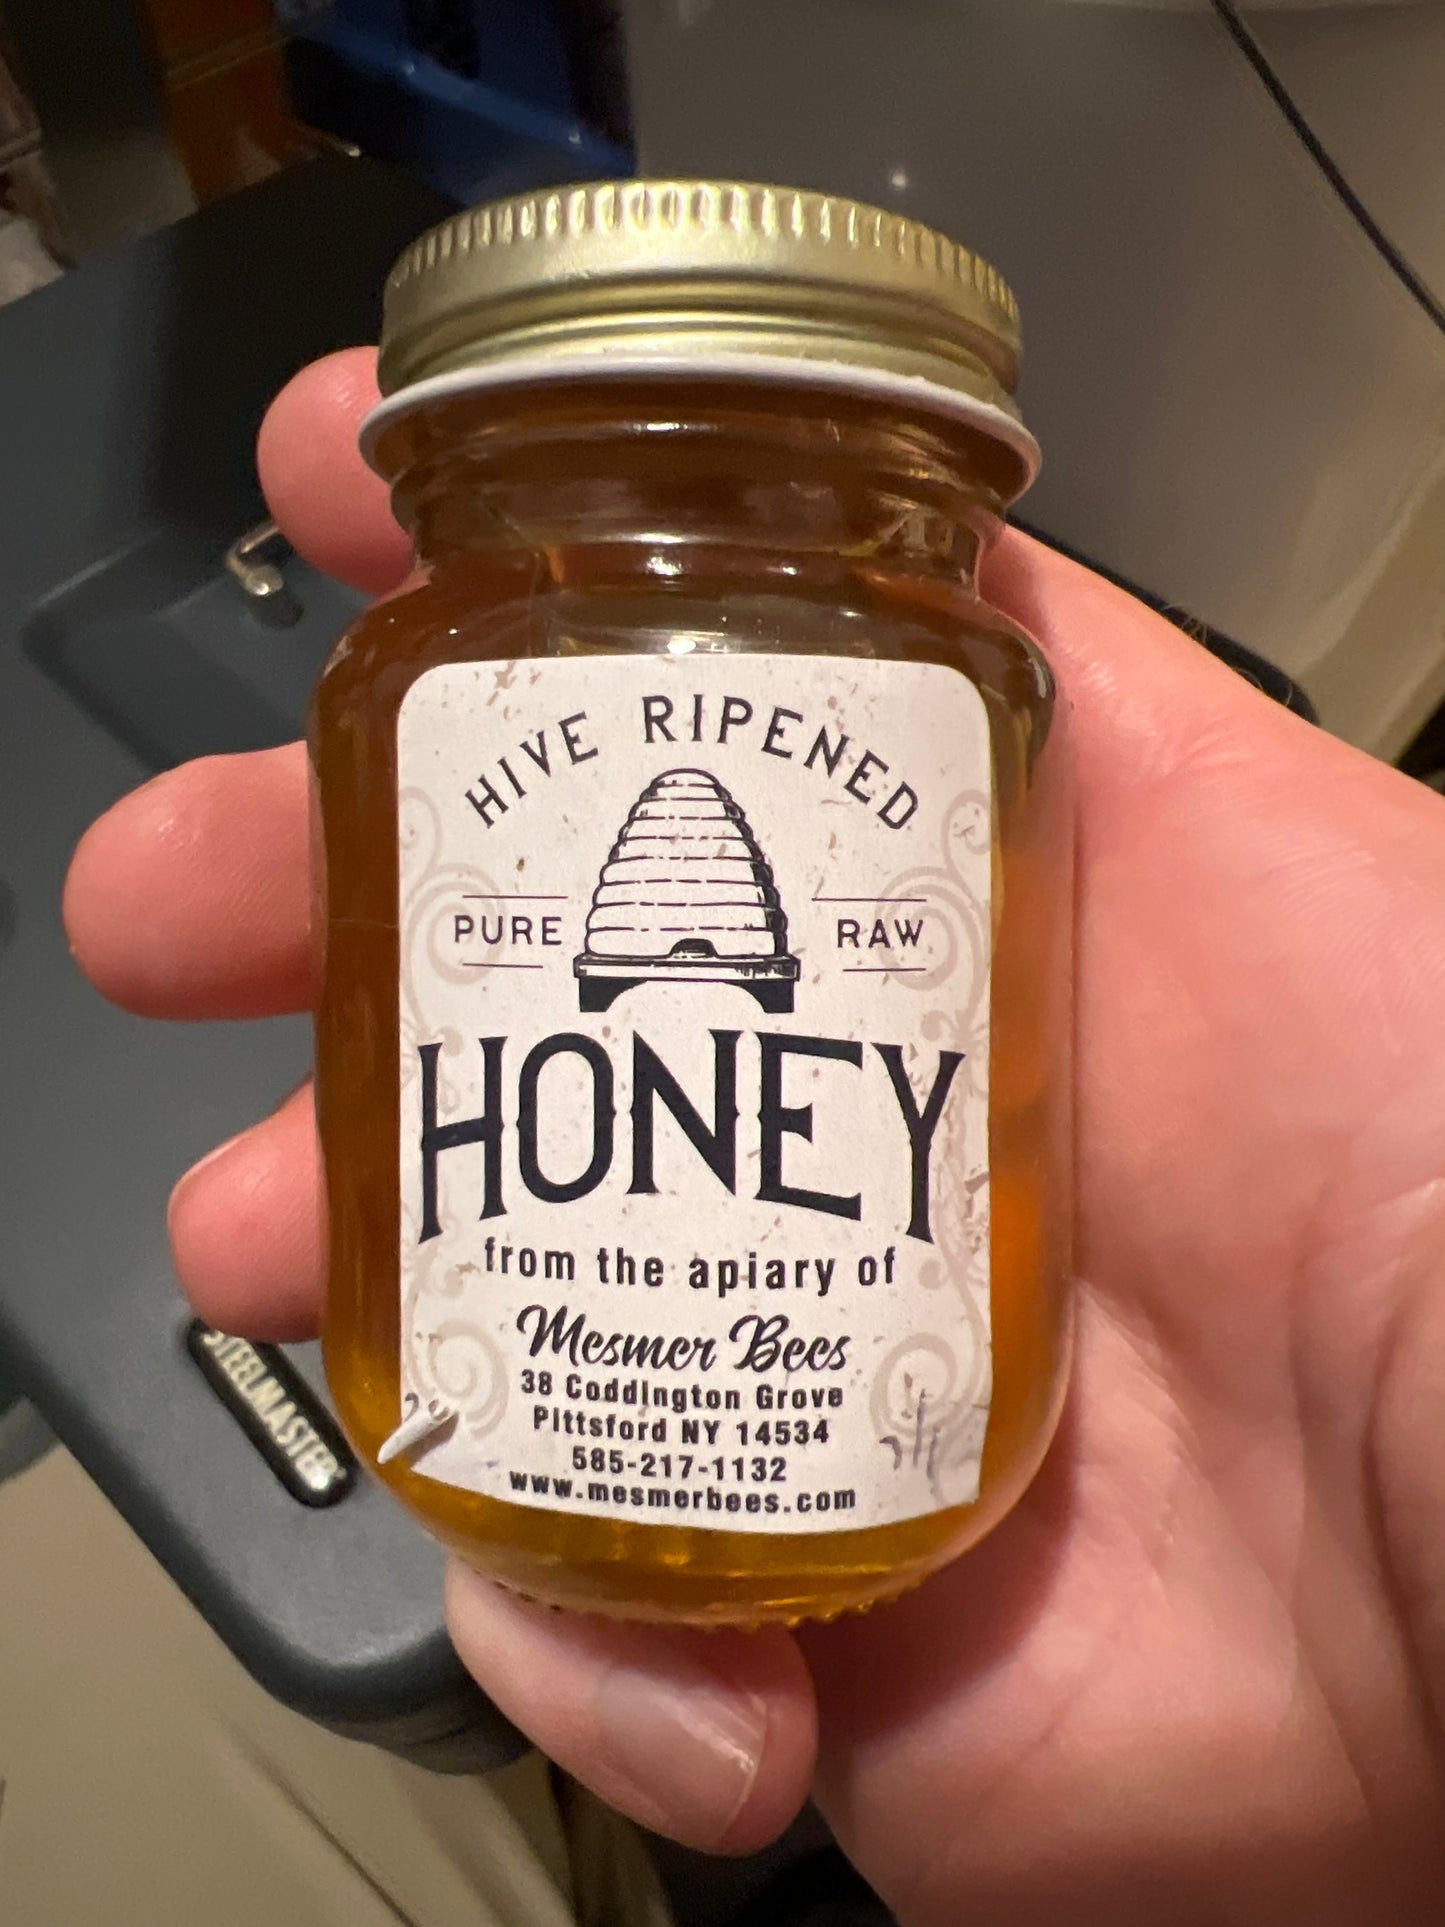 HIVE RIPENED
PURE RAW
HONEY
from the apiary of
Mesmer Bees
38 Coddington Grove
Pittsford NY 14534
585-217-1132
www.mesmerbees.com
STEELMASTER